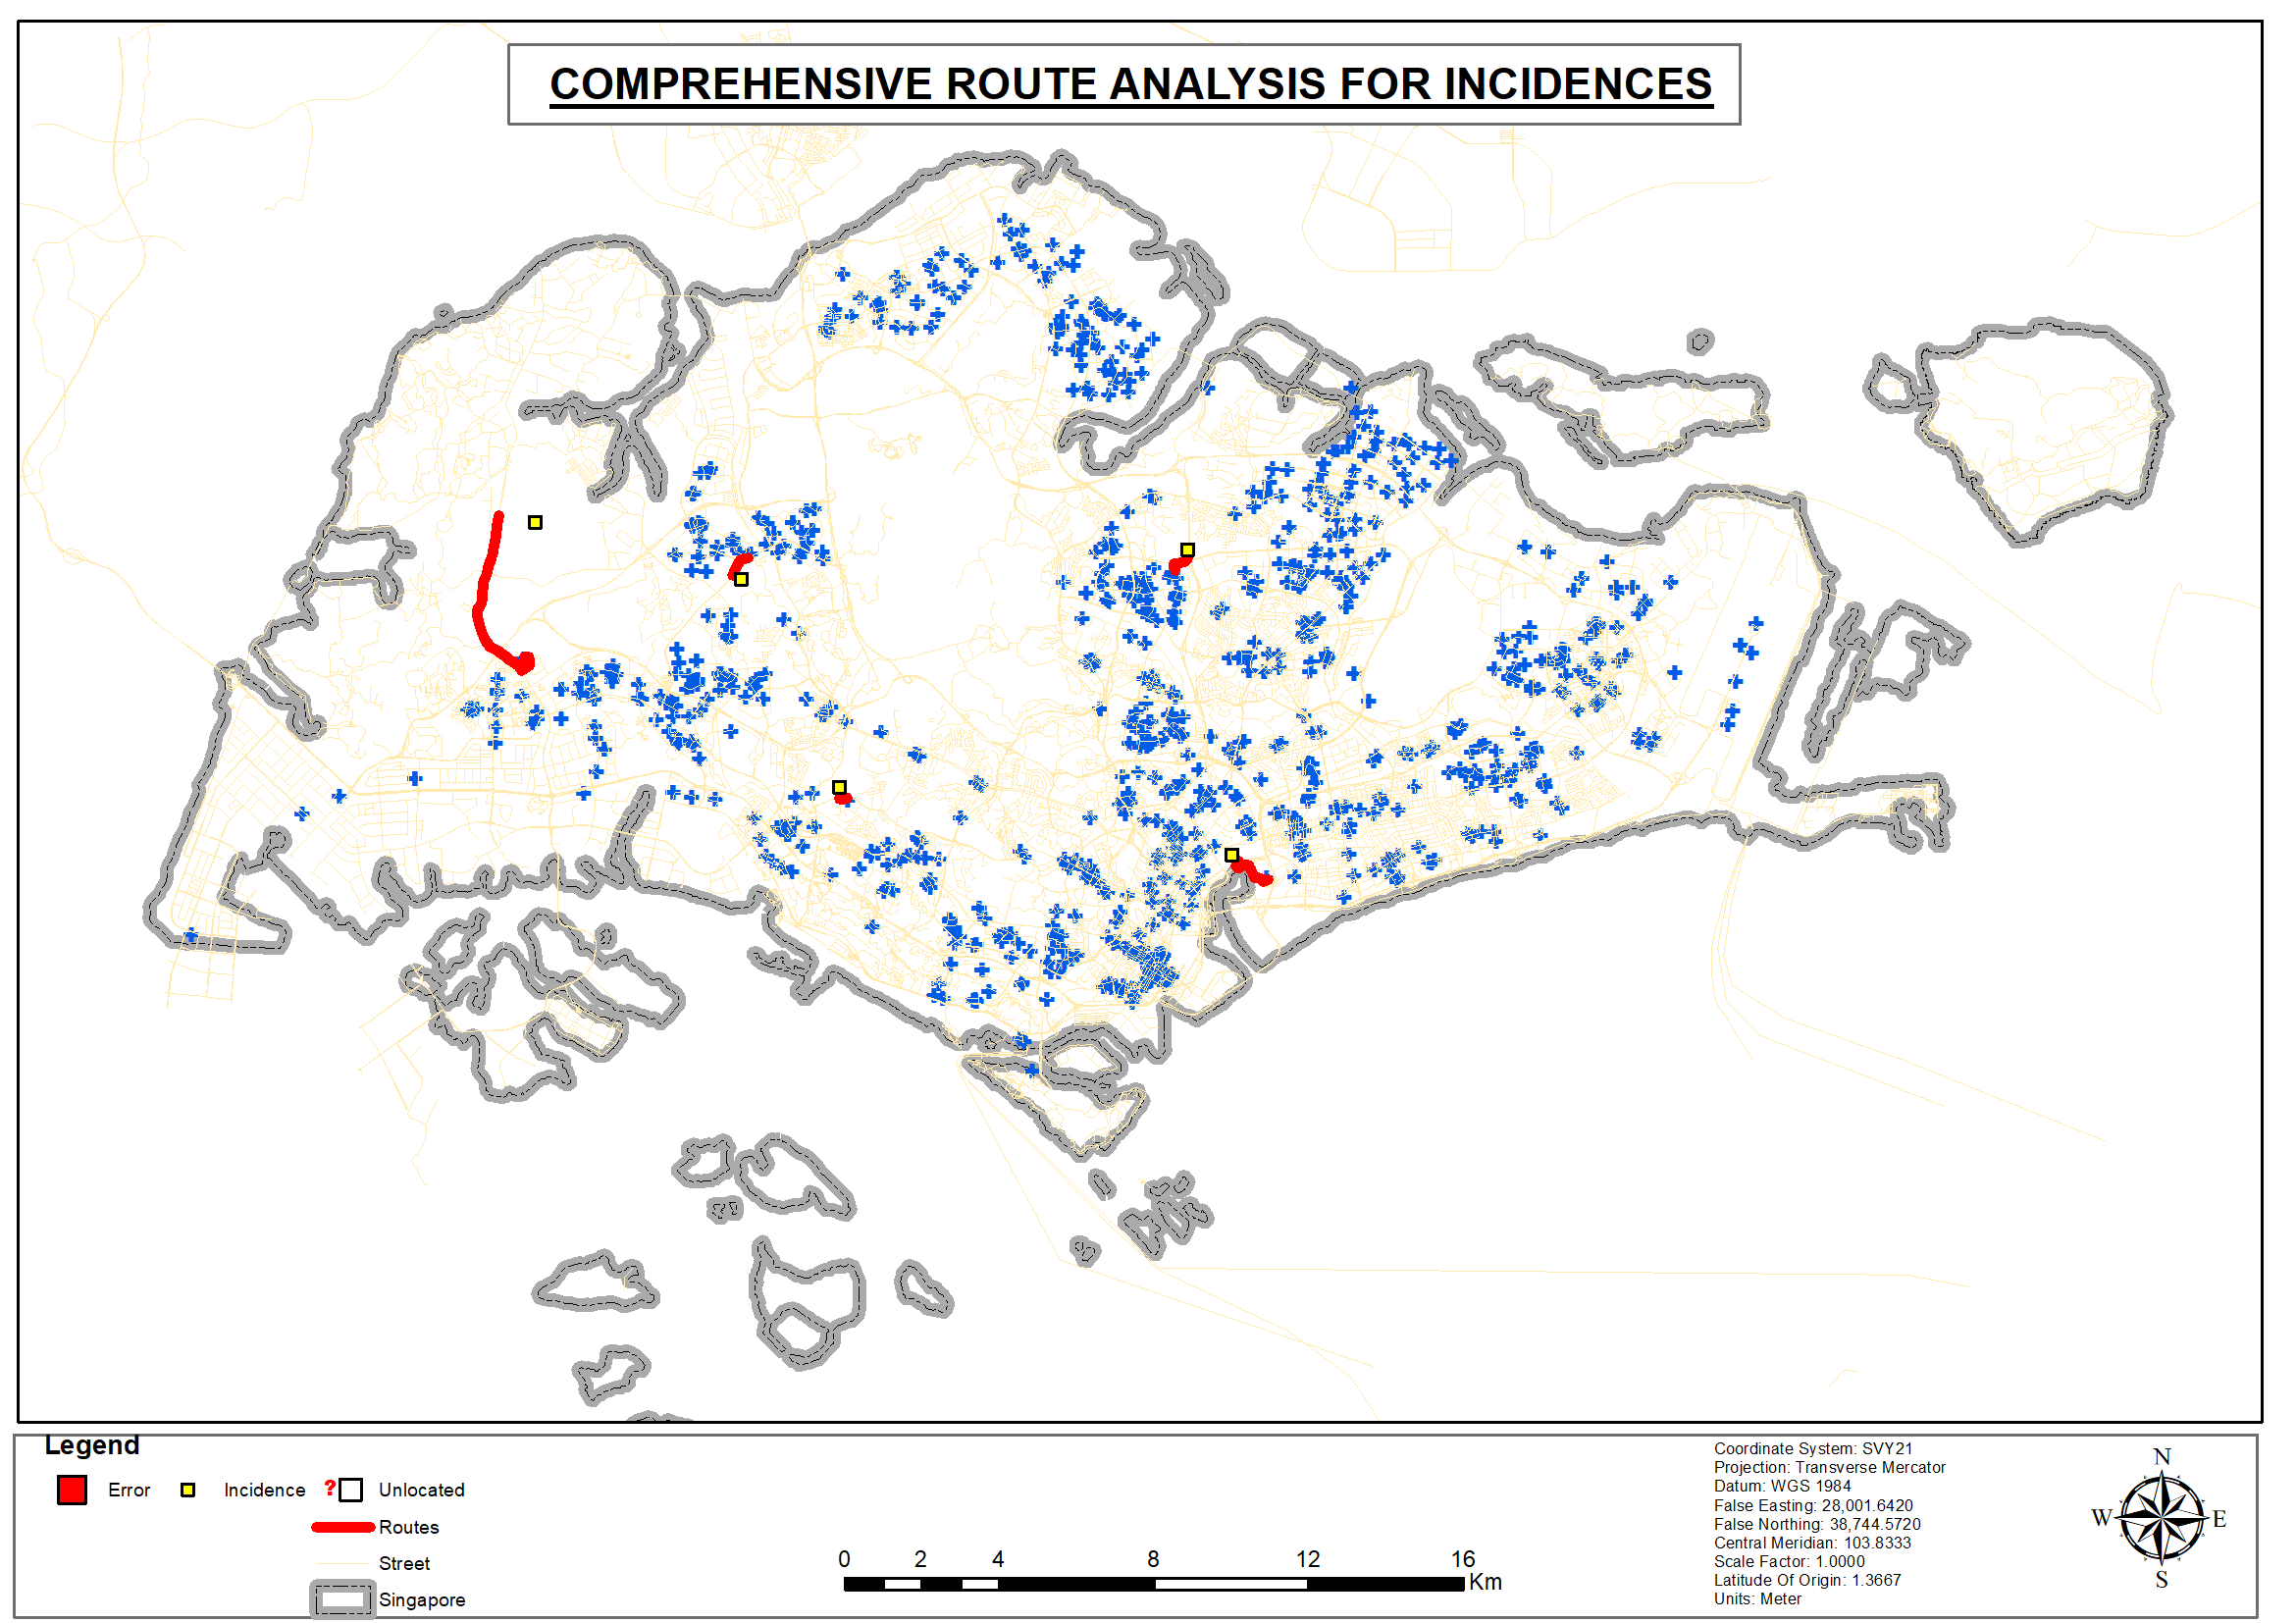 COMPREHENSIVE ROUTE ANALYSIS FOR INCIDENCES
Legend
Error
Incidence
? Unlocated
Routes
Street
Singapore
0 2 4 8 12 16
Km
Coordinate System: SVY21
Projection: Transverse Mercator
Datum: WGS 1984
False Easting: 28,001.6420
False Northing: 38,744.5720
Central Meridian: 103.8333
Scale Factor: 1.0000
Latitude Of Origin: 1.3667
Units: Meter
N
W E
S